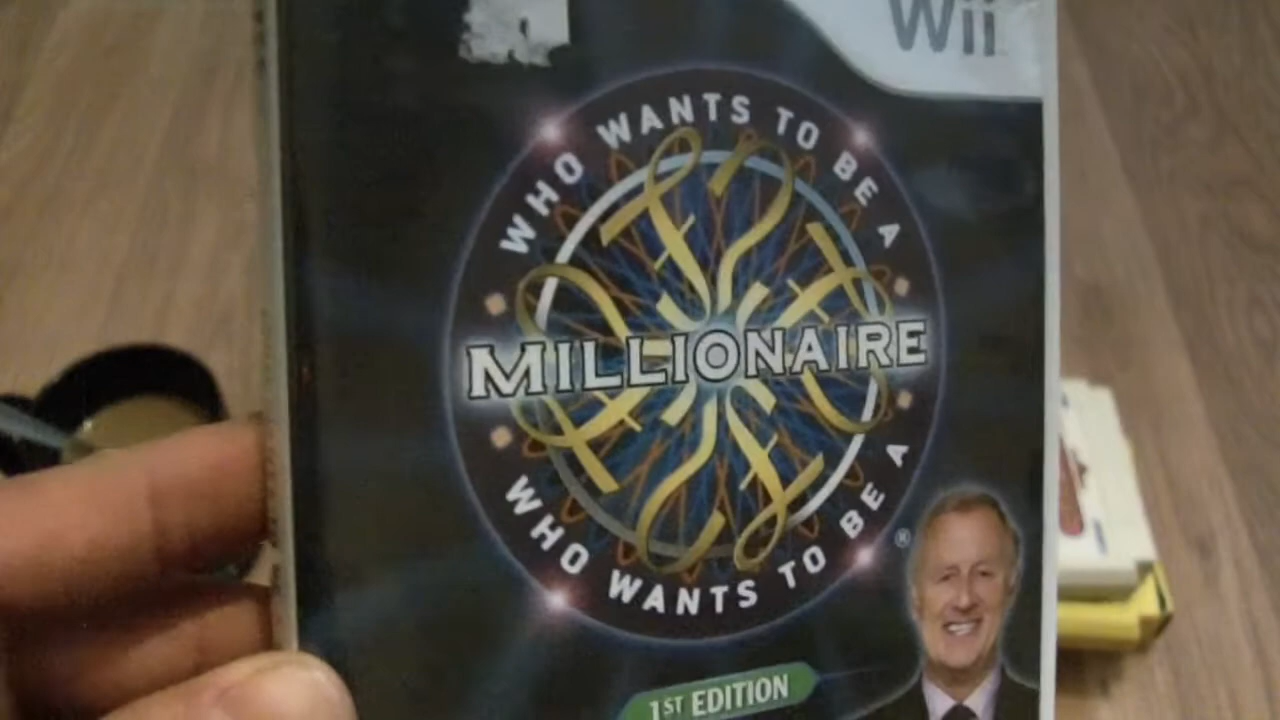 Wii
WHO WANTS TO BE A
MILLIONAIRE
WHO WANTS TO BE A
®
1ST EDITION